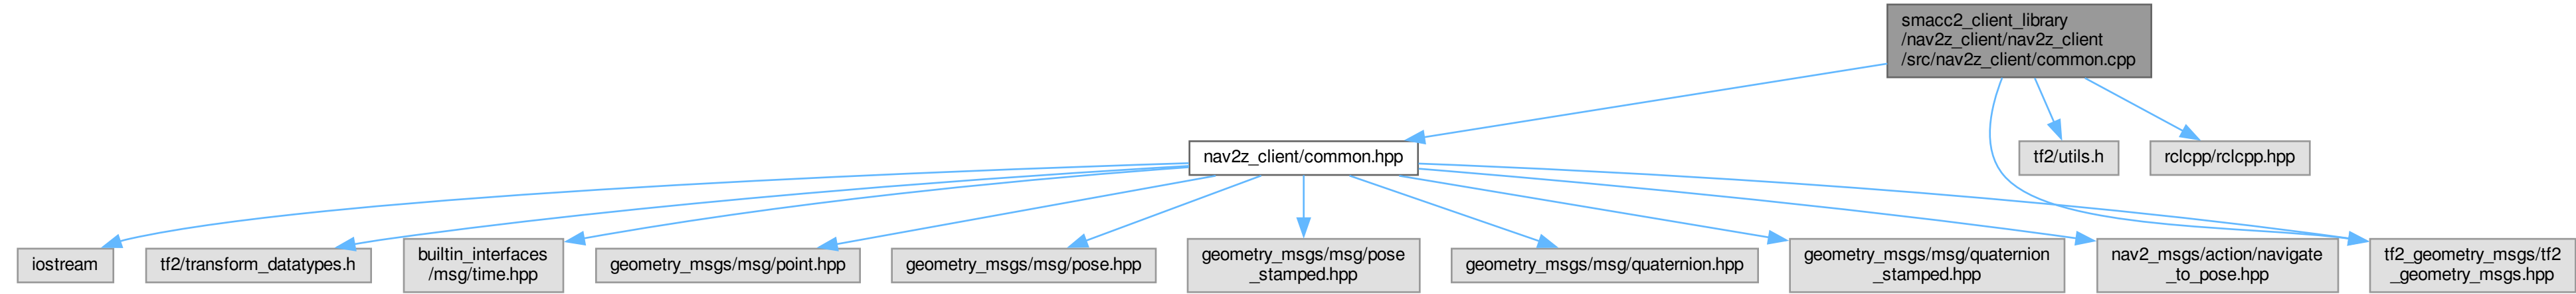 smacc2_client_library
/nav2z_client/nav2z_client
/src/nav2z_client/common.cpp
nav2z_client/common.hpp
tf2/utils.h
rclcpp/rclcpp.hpp
iostream
tf2/transform_datatypes.h
builtin_interfaces
/msg/time.hpp
geometry_msgs/msg/point.hpp
geometry_msgs/msg/pose.hpp
geometry_msgs/msg/pose
_stamped.hpp
geometry_msgs/msg/quaternion.hpp
geometry_msgs/msg/quaternion
_stamped.hpp
nav2_msgs/action/navigate
_to_pose.hpp
tf2_geometry_msgs/tf2
_geometry_msgs.hpp